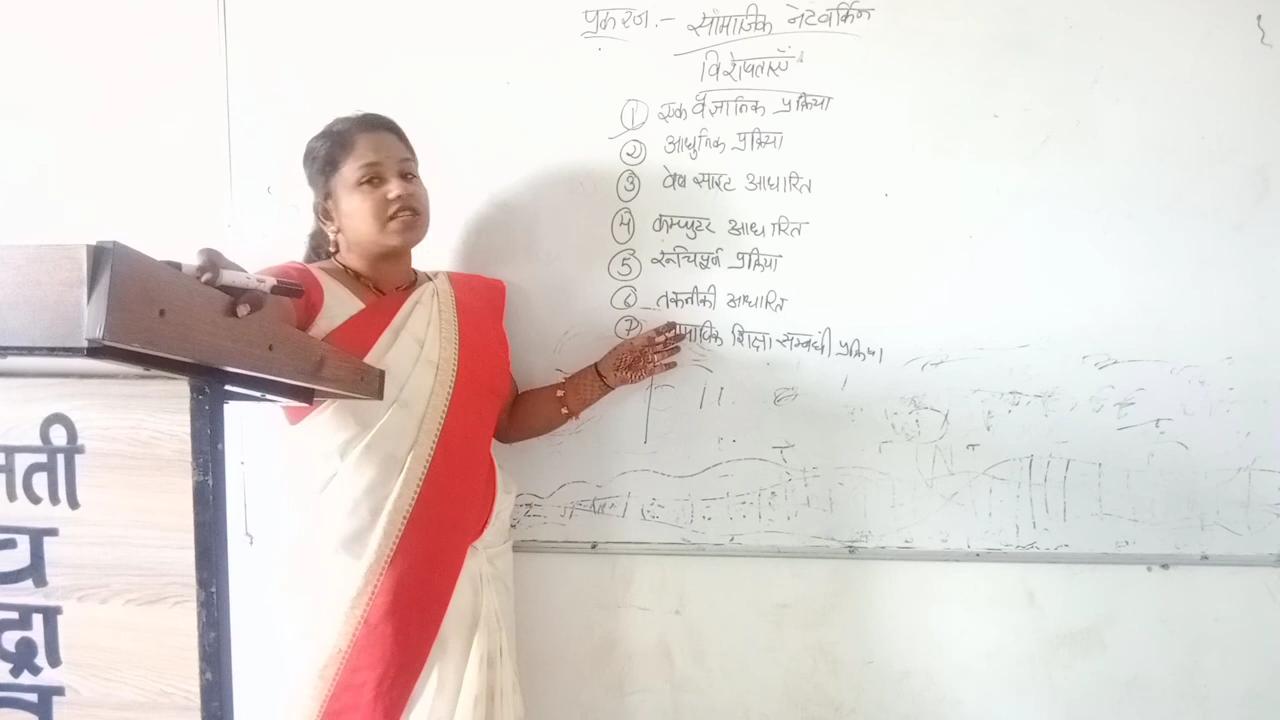 प्रकरण :- सामाजिक नेटवर्किंग
विशेषताएँ
① एक वैज्ञानिक प्रक्रिया
② आधुनिक प्रक्रिया
③ वेब साइट आधारित
④ कम्प्युटर आधारित
⑤ रूचिपूर्ण प्रक्रिया
⑥ तकनीकी आधारित
⑦ शिक्षा सम्बंधी प्रक्रिया